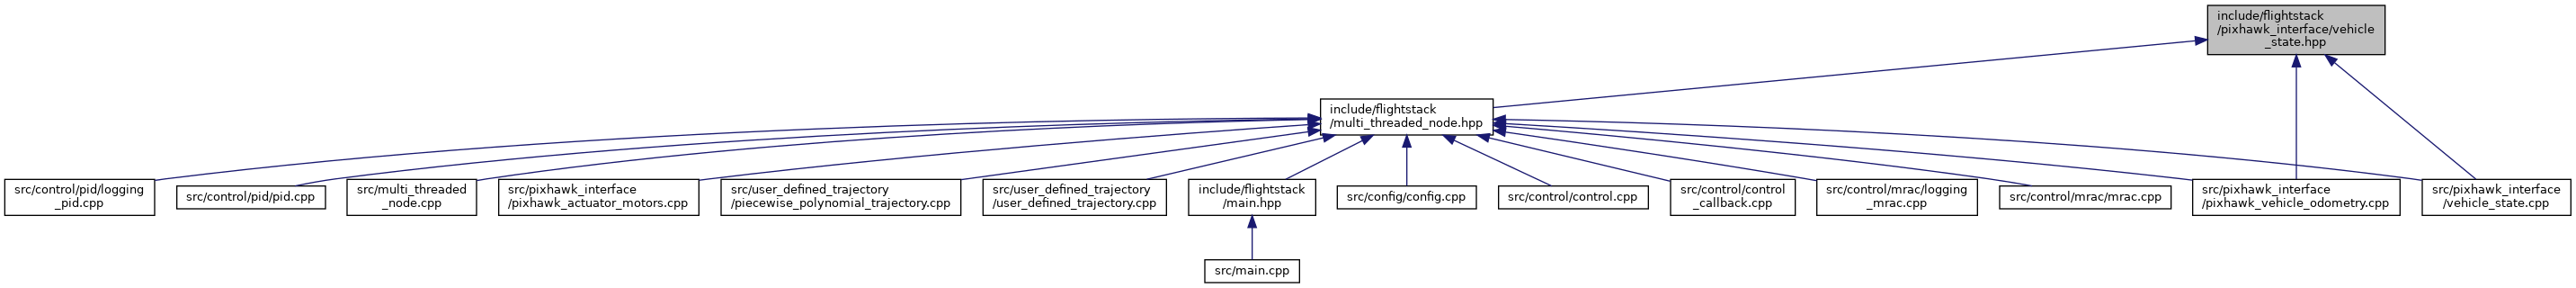 include/flightstack
/pixhawk_interface/vehicle
_state.hpp
include/flightstack
/multi_threaded_node.hpp
src/control/pid/logging
_pid.cpp
src/control/pid/pid.cpp
src/multi_threaded
_node.cpp
src/pixhawk_interface
/pixhawk_actuator_motors.cpp
src/user_defined_trajectory
/piecewise_polynomial_trajectory.cpp
src/user_defined_trajectory
/user_defined_trajectory.cpp
include/flightstack
/main.hpp
src/config/config.cpp
src/control/control.cpp
src/control/control
_callback.cpp
src/control/mrac/logging
_mrac.cpp
src/control/mrac/mrac.cpp
src/pixhawk_interface
/pixhawk_vehicle_odometry.cpp
src/pixhawk_interface
/vehicle_state.cpp
src/main.cpp